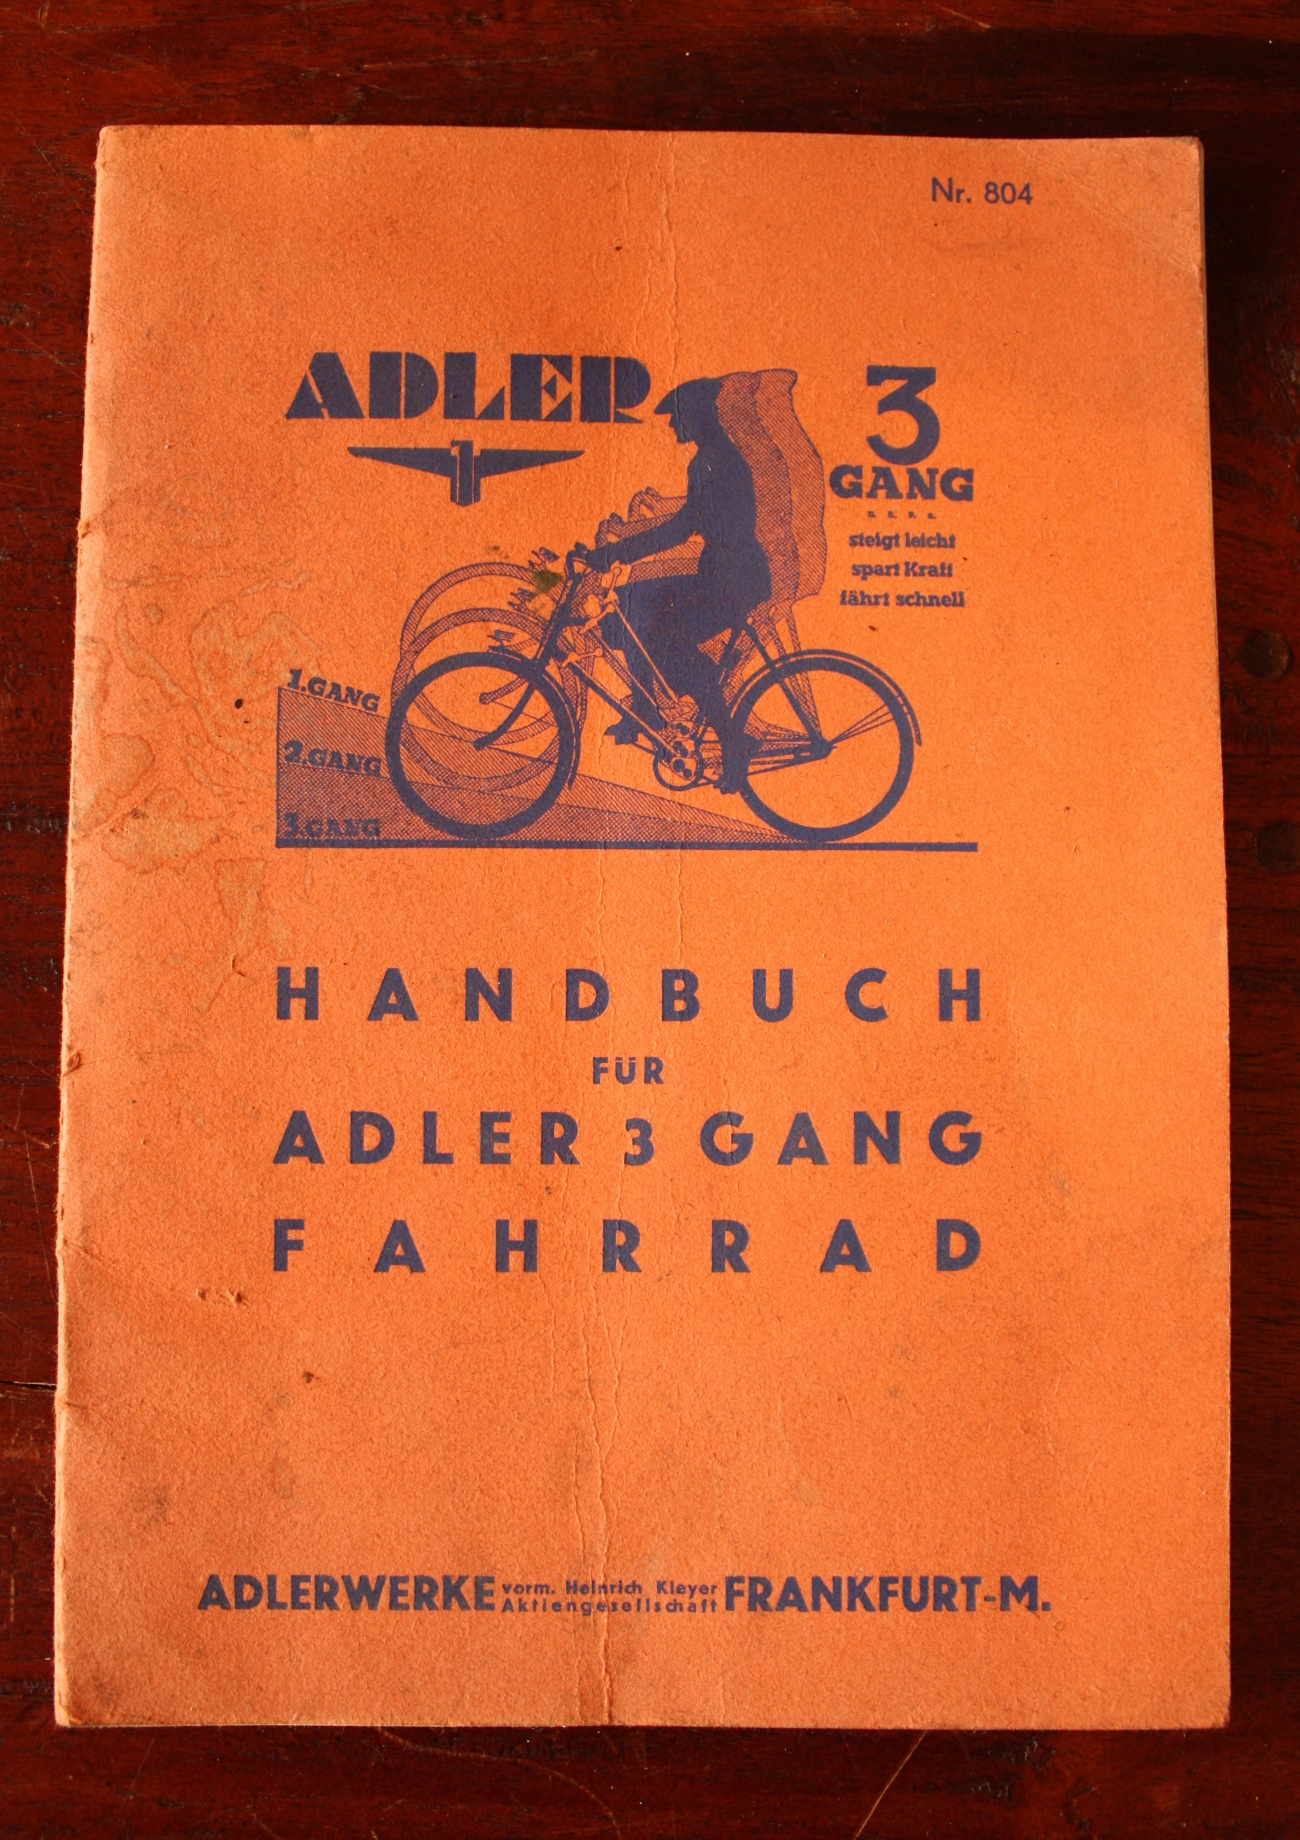 Nr. 804
ADLER
3
GANG
steigt leicht
spart Kraft
fährt schnell
1. GANG
2. GANG
3. GANG
HANDBUCH
FÜR
ADLER 3 GANG
FAHRRAD
ADLERWERKE vorm. Heinrich Kleyer Aktiengesellschaft FRANKFURT-M.